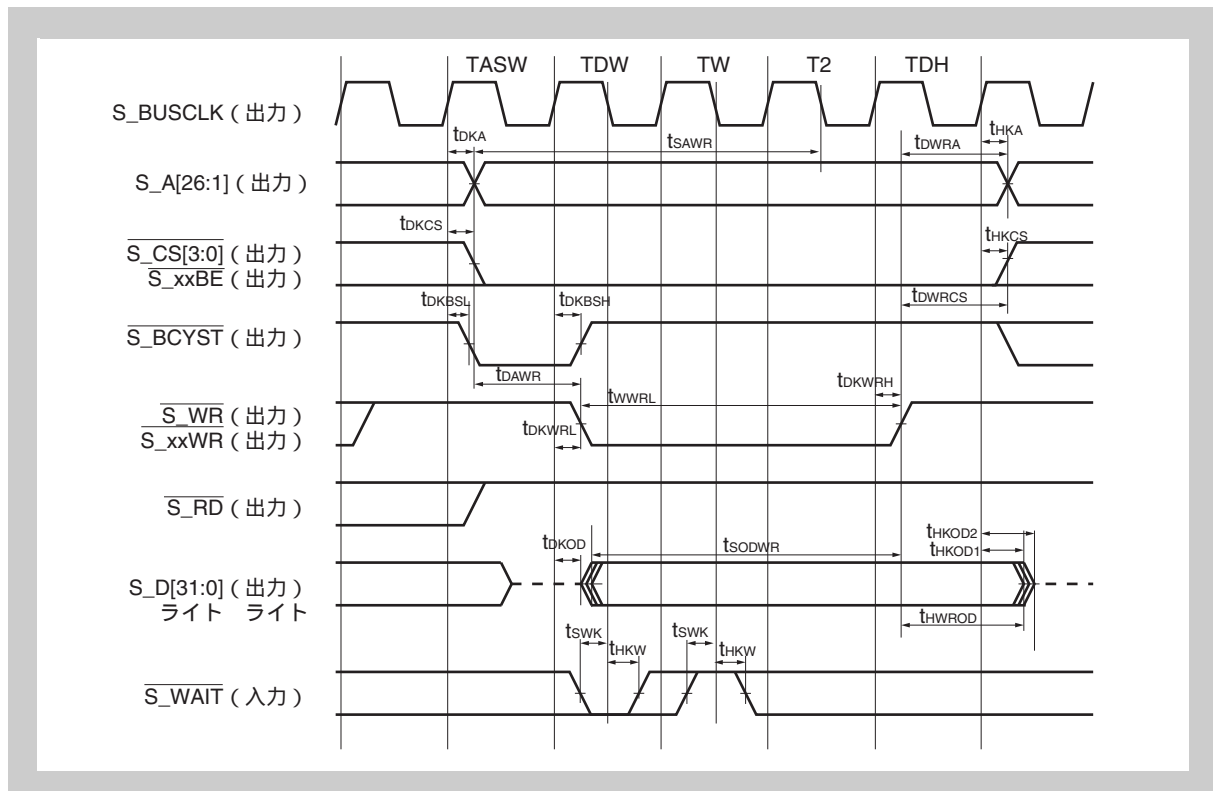 TASW TDW TW T2 TDH
S_BUSCLK（出力）
tDKA tSAWR tDWRA tHKA
S_A[26:1]（出力）
tDKCS tHKCS
S_CS[3:0]（出力）
S_xxBE（出力）
tDWRCS
tDKBSL tDKBSH
S_BCYST（出力）
tDAWR tWWRL tDKWRH
S_WR（出力）
S_xxWR（出力）
tDKWRL
S_RD（出力）
tHKOD2
tDKOD tSODWR tHKOD1
S_D[31:0]（出力）
ライト ライト
tHWROD
tSWK tHKW tSWK tHKW
S_WAIT（入力）